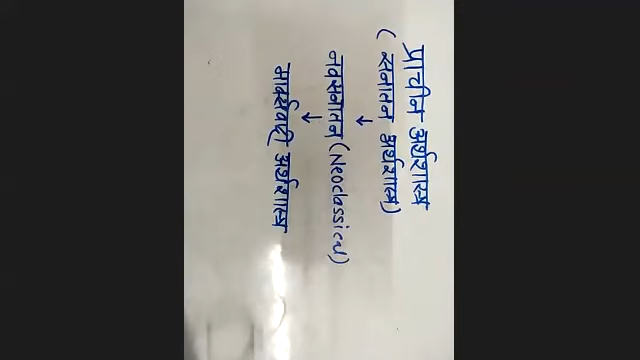 प्राचीन अर्थशास्त्र
( सनातन अर्थशास्त्र)
↓
नवसनातन (Neoclassical)
↓
मार्क्सवादी अर्थशास्त्र